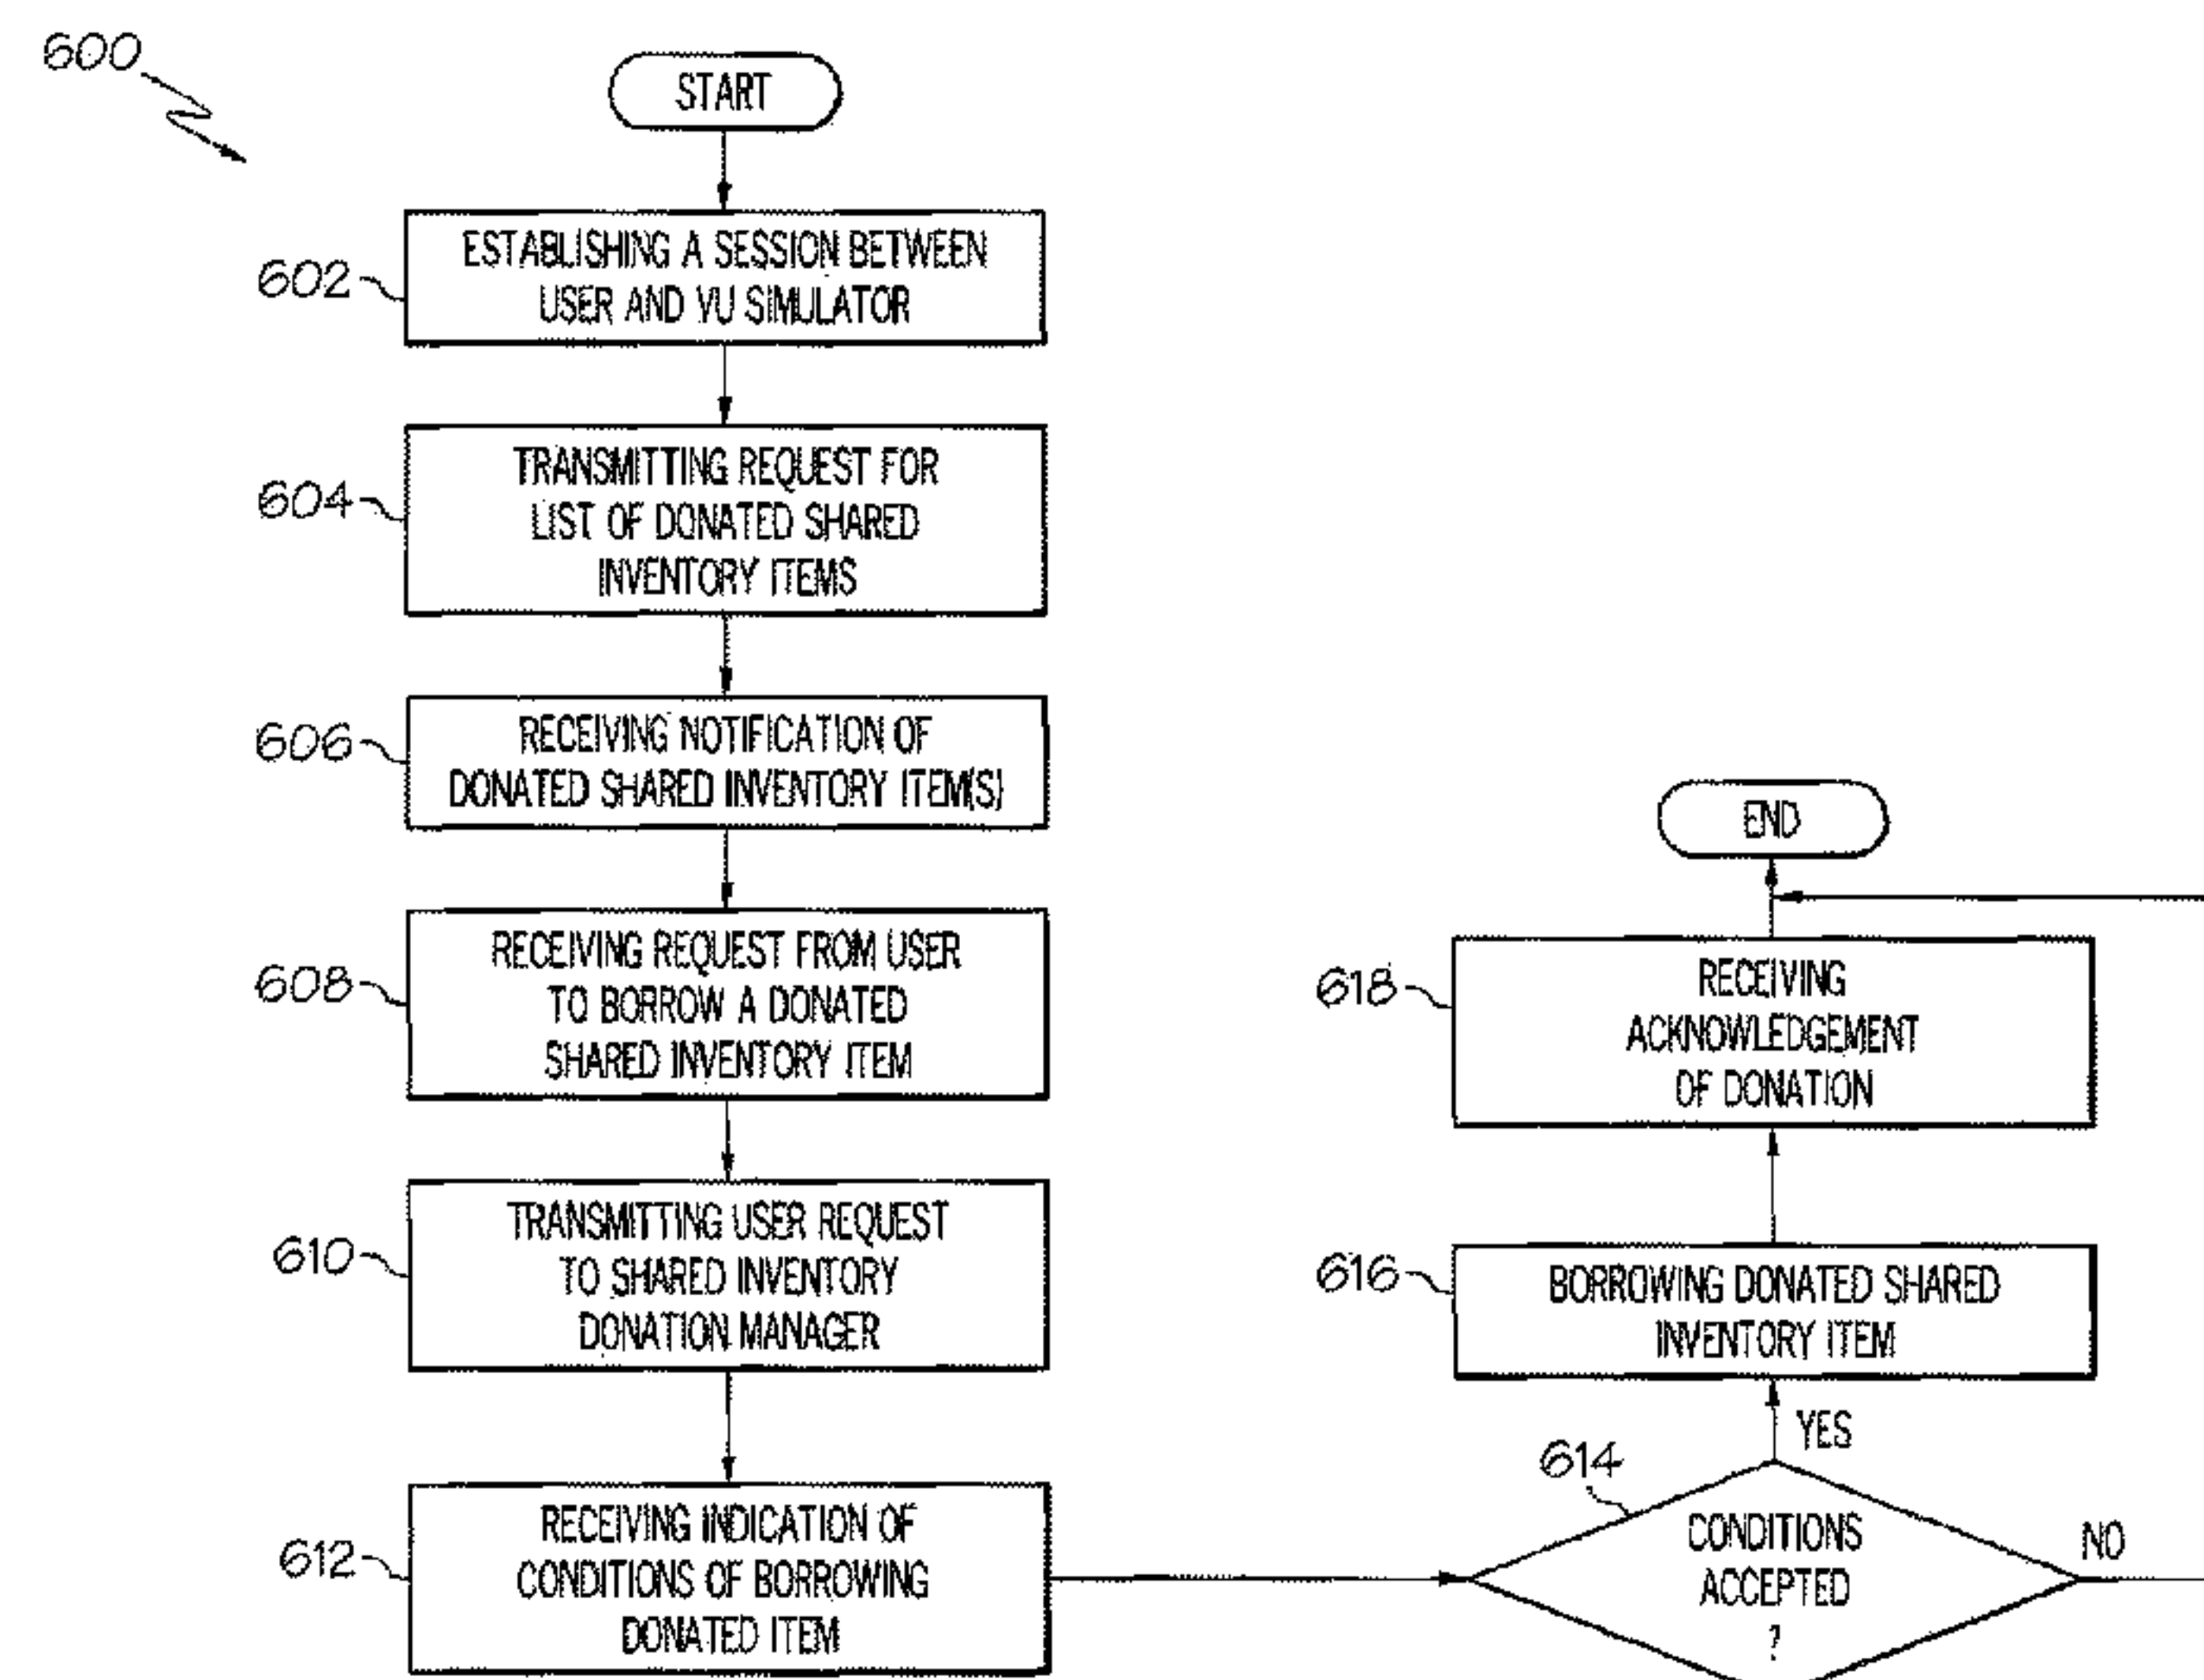 600
START
602
ESTABLISHING A SESSION BETWEEN
USER AND VU SIMULATOR
604
TRANSMITTING REQUEST FOR
LIST OF DONATED SHARED
INVENTORY ITEMS
606
RECEIVING NOTIFICATION OF
DONATED SHARED INVENTORY ITEM(S)
608
RECEIVING REQUEST FROM USER
TO BORROW A DONATED
SHARED INVENTORY ITEM
610
TRANSMITTING USER REQUEST
TO SHARED INVENTORY
DONATION MANAGER
612
RECEIVING INDICATION OF
CONDITIONS OF BORROWING
DONATED ITEM
614
CONDITIONS
ACCEPTED
?
YES
NO
616
BORROWING DONATED SHARED
INVENTORY ITEM
618
RECEIVING
ACKNOWLEDGEMENT
OF DONATION
END